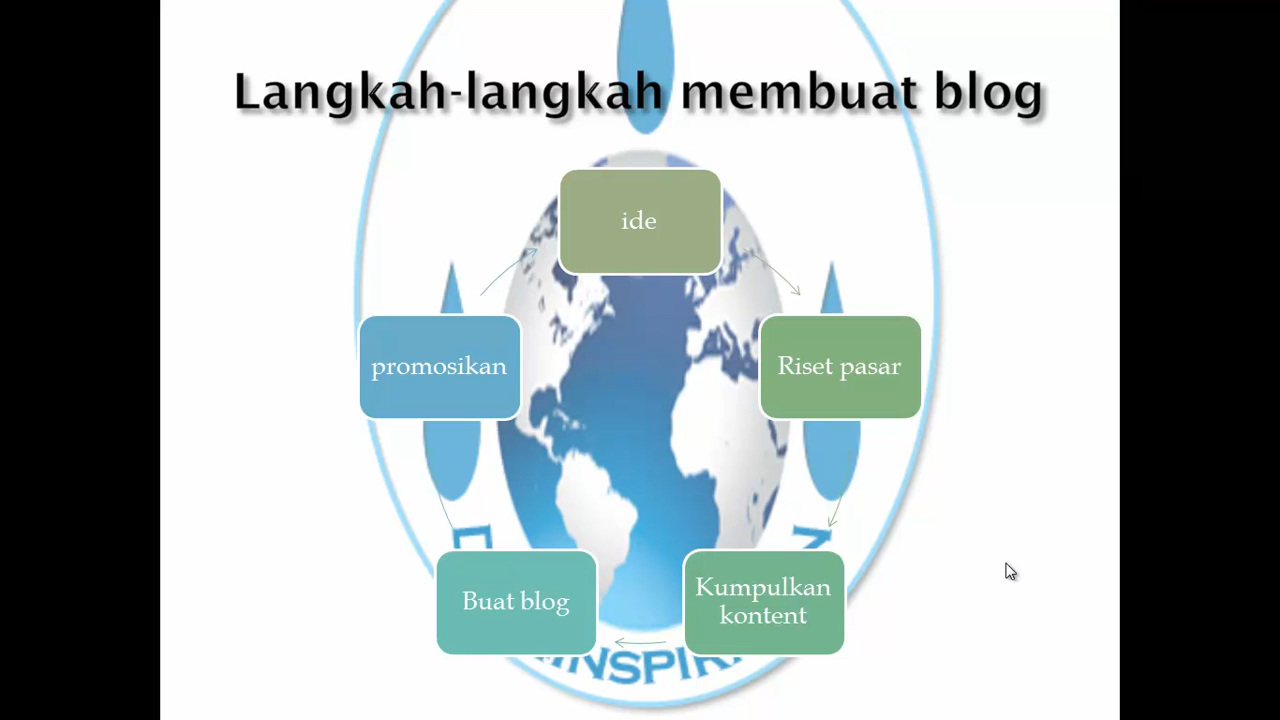 Langkah-langkah membuat blog
ide
Riset pasar
Kumpulkan
kontent
Buat blog
promosikan